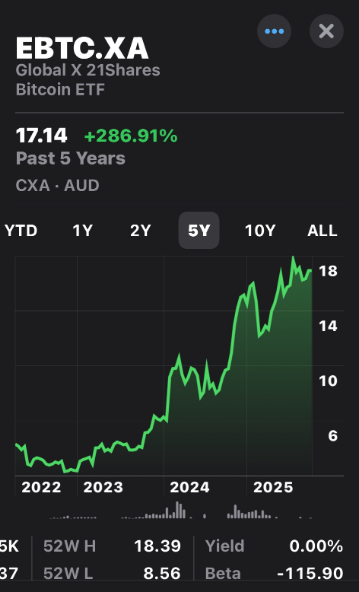 EBTC.XA
Global X 21Shares
Bitcoin ETF
17.14 +286.91%
Past 5 Years
CXA · AUD
YTD 1Y 2Y 5Y 10Y ALL
18
14
10
6
2022 2023 2024 2025
5K 52W H 18.39 Yield 0.00%
37 52W L 8.56 Beta -115.90